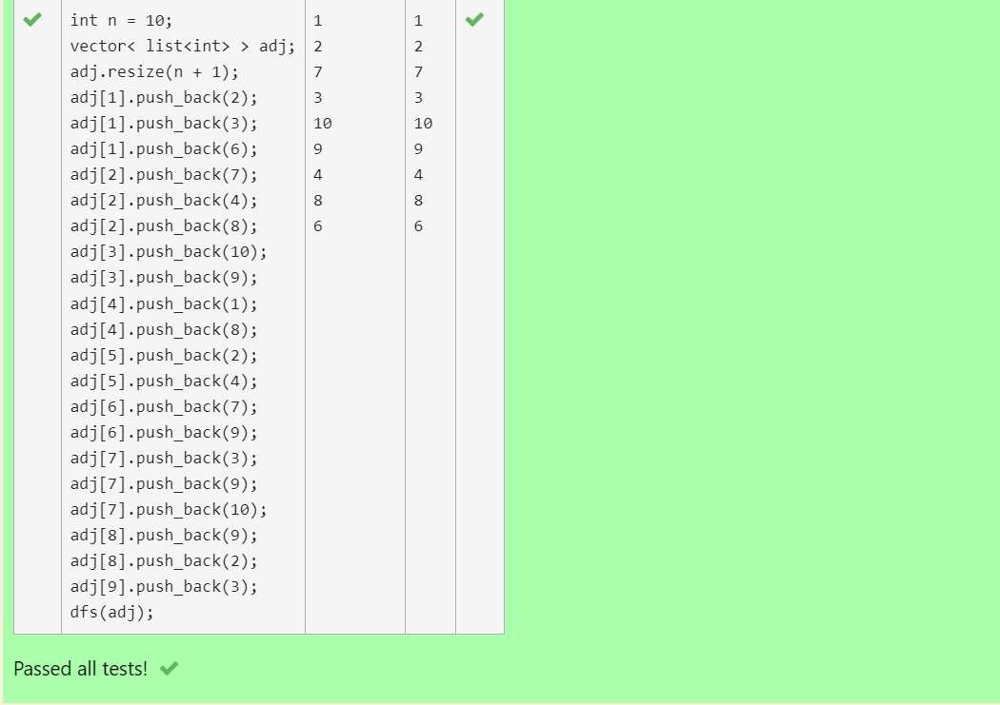 int n = 10; 1 1
vector< list<int> > adj; 2 2
adj.resize(n + 1); 7 7
adj[1].push_back(2); 3 3
adj[1].push_back(3); 10 10
adj[1].push_back(6); 9 9
adj[2].push_back(7); 4 4
adj[2].push_back(4); 8 8
adj[2].push_back(8); 6 6
adj[3].push_back(10);
adj[3].push_back(9);
adj[4].push_back(1);
adj[4].push_back(8);
adj[5].push_back(2);
adj[5].push_back(4);
adj[6].push_back(7);
adj[6].push_back(9);
adj[7].push_back(3);
adj[7].push_back(9);
adj[7].push_back(10);
adj[8].push_back(9);
adj[8].push_back(2);
adj[9].push_back(3);
dfs(adj);
Passed all tests!